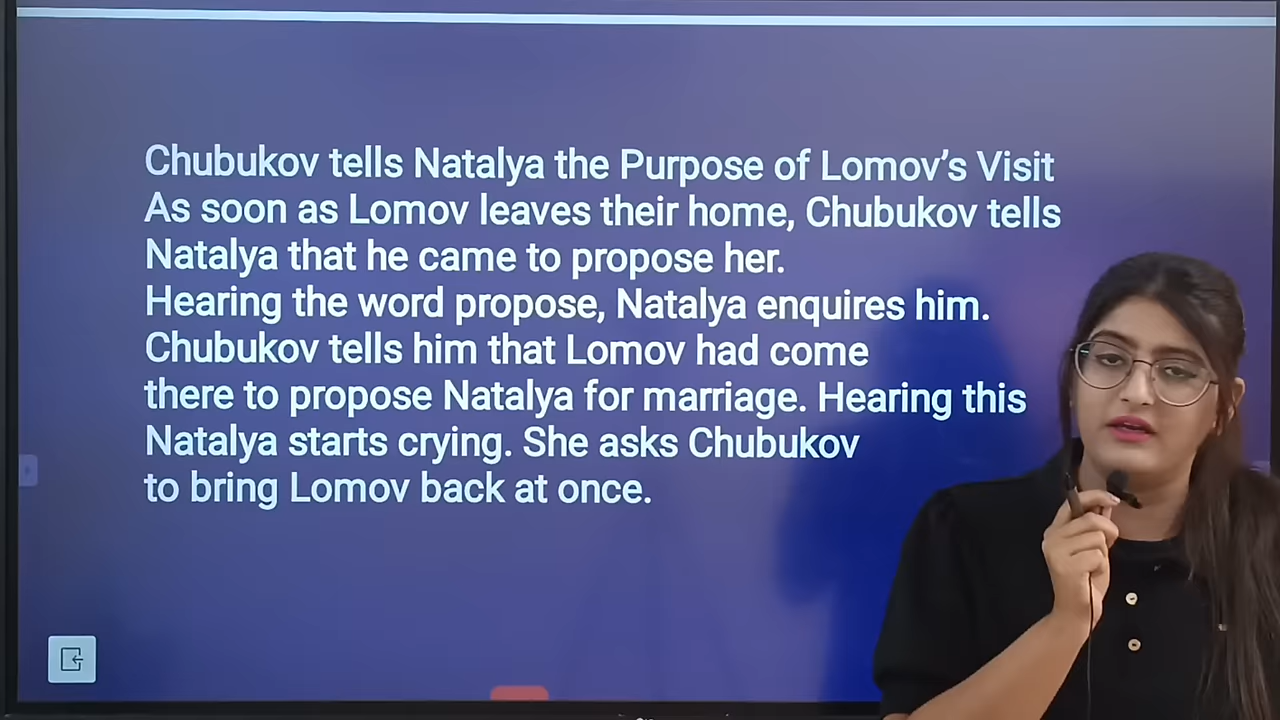 Chubukov tells Natalya the Purpose of Lomov’s Visit
As soon as Lomov leaves their home, Chubukov tells
Natalya that he came to propose her.
Hearing the word propose, Natalya enquires him.
Chubukov tells him that Lomov had come
there to propose Natalya for marriage. Hearing this
Natalya starts crying. She asks Chubukov
to bring Lomov back at once.